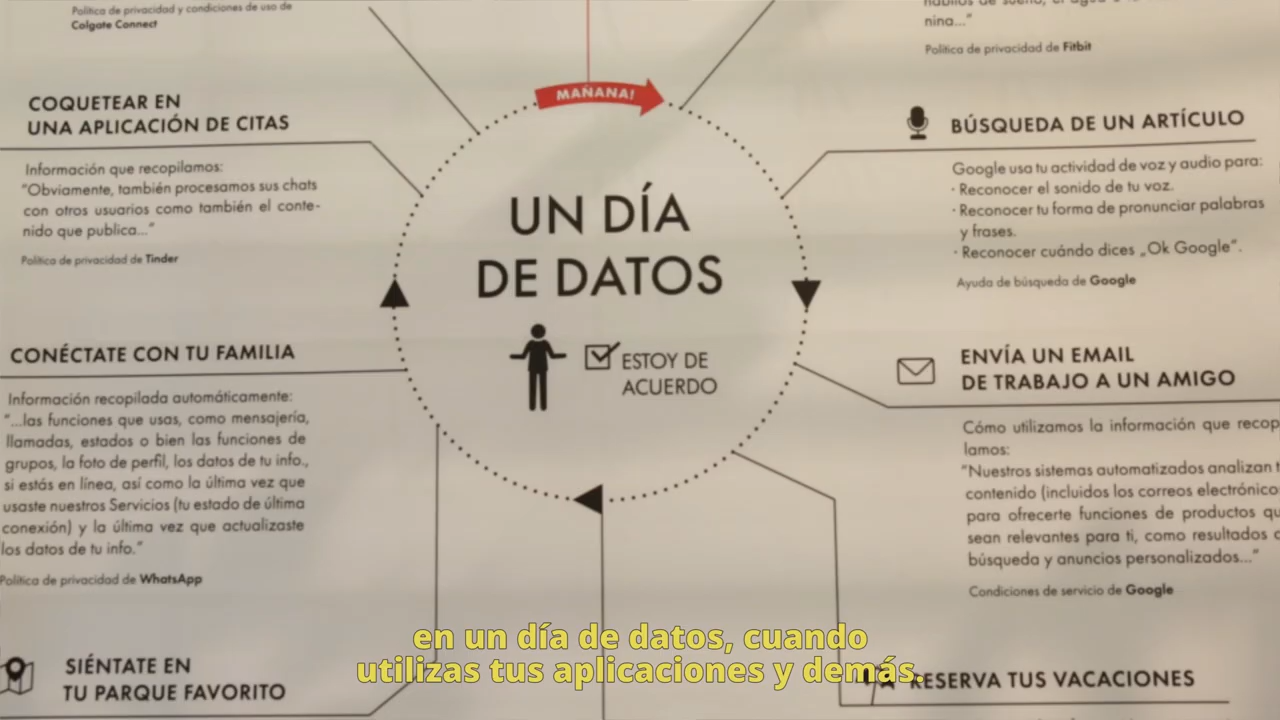 Política de privacidad y condiciones de uso de
Colgate Connect
nina..."
Política de privacidad de Fitbit
MAÑANA!
COQUETEAR EN
UNA APLICACIÓN DE CITAS
Información que recopilamos:
"Obviamente, también procesamos sus chats
con otros usuarios como también el conte-
nido que publica..."
Política de privacidad de Tinder
BÚSQUEDA DE UN ARTÍCULO
Google usa tu actividad de voz y audio para:
· Reconocer el sonido de tu voz.
· Reconocer tu forma de pronunciar palabras
y frases.
· Reconocer cuándo dices „Ok Google".
Ayuda de búsqueda de Google
UN DÍA
DE DATOS
ESTOY DE
ACUERDO
CONÉCTATE CON TU FAMILIA
Información recopilada automáticamente:
"...las funciones que usas, como mensajería,
llamadas, estados o bien las funciones de
grupos, la foto de perfil, los datos de tu info.,
si estás en línea, así como la última vez que
usaste nuestros Servicios (tu estado de última
conexión) y la última vez que actualizaste
los datos de tu info."
Política de privacidad de WhatsApp
ENVÍA UN EMAIL
DE TRABAJO A UN AMIGO
Cómo utilizamos la información que recop
lamos:
"Nuestros sistemas automatizados analizan t
contenido (incluidos los correos electrónico
para ofrecerte funciones de productos qu
sean relevantes para ti, como resultados d
búsqueda y anuncios personalizados..."
Condiciones de servicio de Google
SIÉNTATE EN
TU PARQUE FAVORITO
RESERVA TUS VACACIONES
en un día de datos, cuando
utilizas tus aplicaciones y demás.